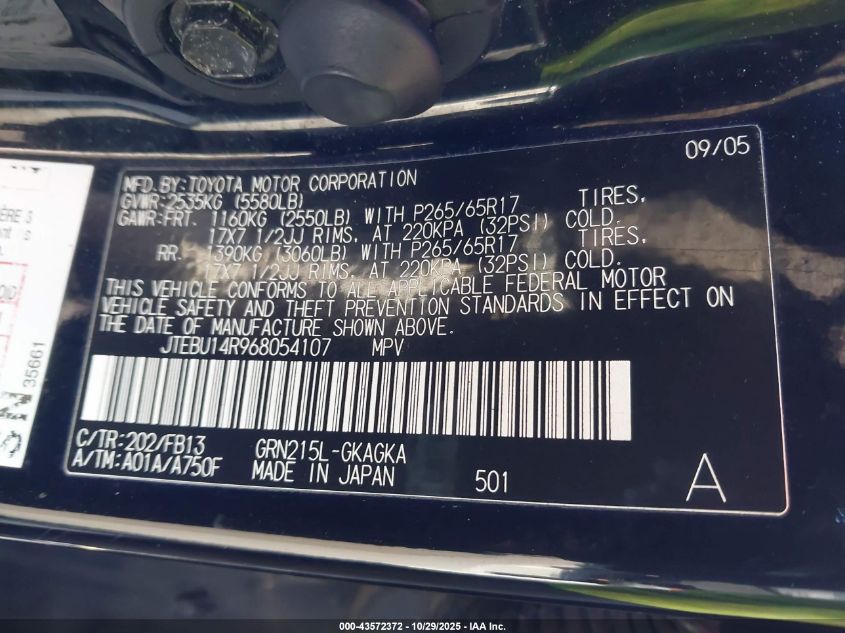 09/05
MFD.BY:TOYOTA MOTOR CORPORATION
GVWR:2535KG (5580LB)
GAWR:FRT. 1160KG (2550LB) WITH P265/65R17 TIRES,
17X7 1/2JJ RIMS, AT 220KPA (32PSI) COLD.
RR. 1390KG (3060LB) WITH P265/65R17 TIRES,
17X7 1/2JJ RIMS, AT 220KPA (32PSI) COLD.
THIS VEHICLE CONFORMS TO ALL APPLICABLE FEDERAL MOTOR
VEHICLE SAFETY AND THEFT PREVENTION STANDARDS IN EFFECT ON
THE DATE OF MANUFACTURE SHOWN ABOVE.
JTEBU14R968054107 MPV
C/TR:202/FB13 GRN215L-GKAGKA
A/TM:A01A/A750F MADE IN JAPAN 501 A
35661
000-43572372 - 10/29/2025 - IAA Inc.